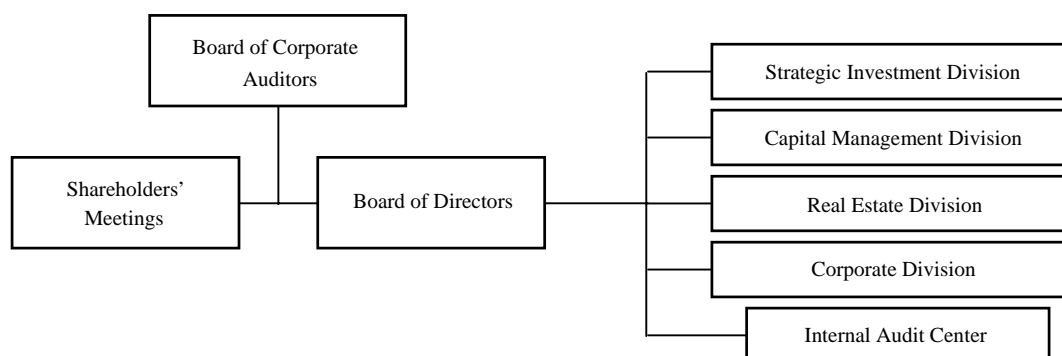 Board of Corporate
Auditors
Shareholders’
Meetings
Board of Directors
Strategic Investment Division
Capital Management Division
Real Estate Division
Corporate Division
Internal Audit Center